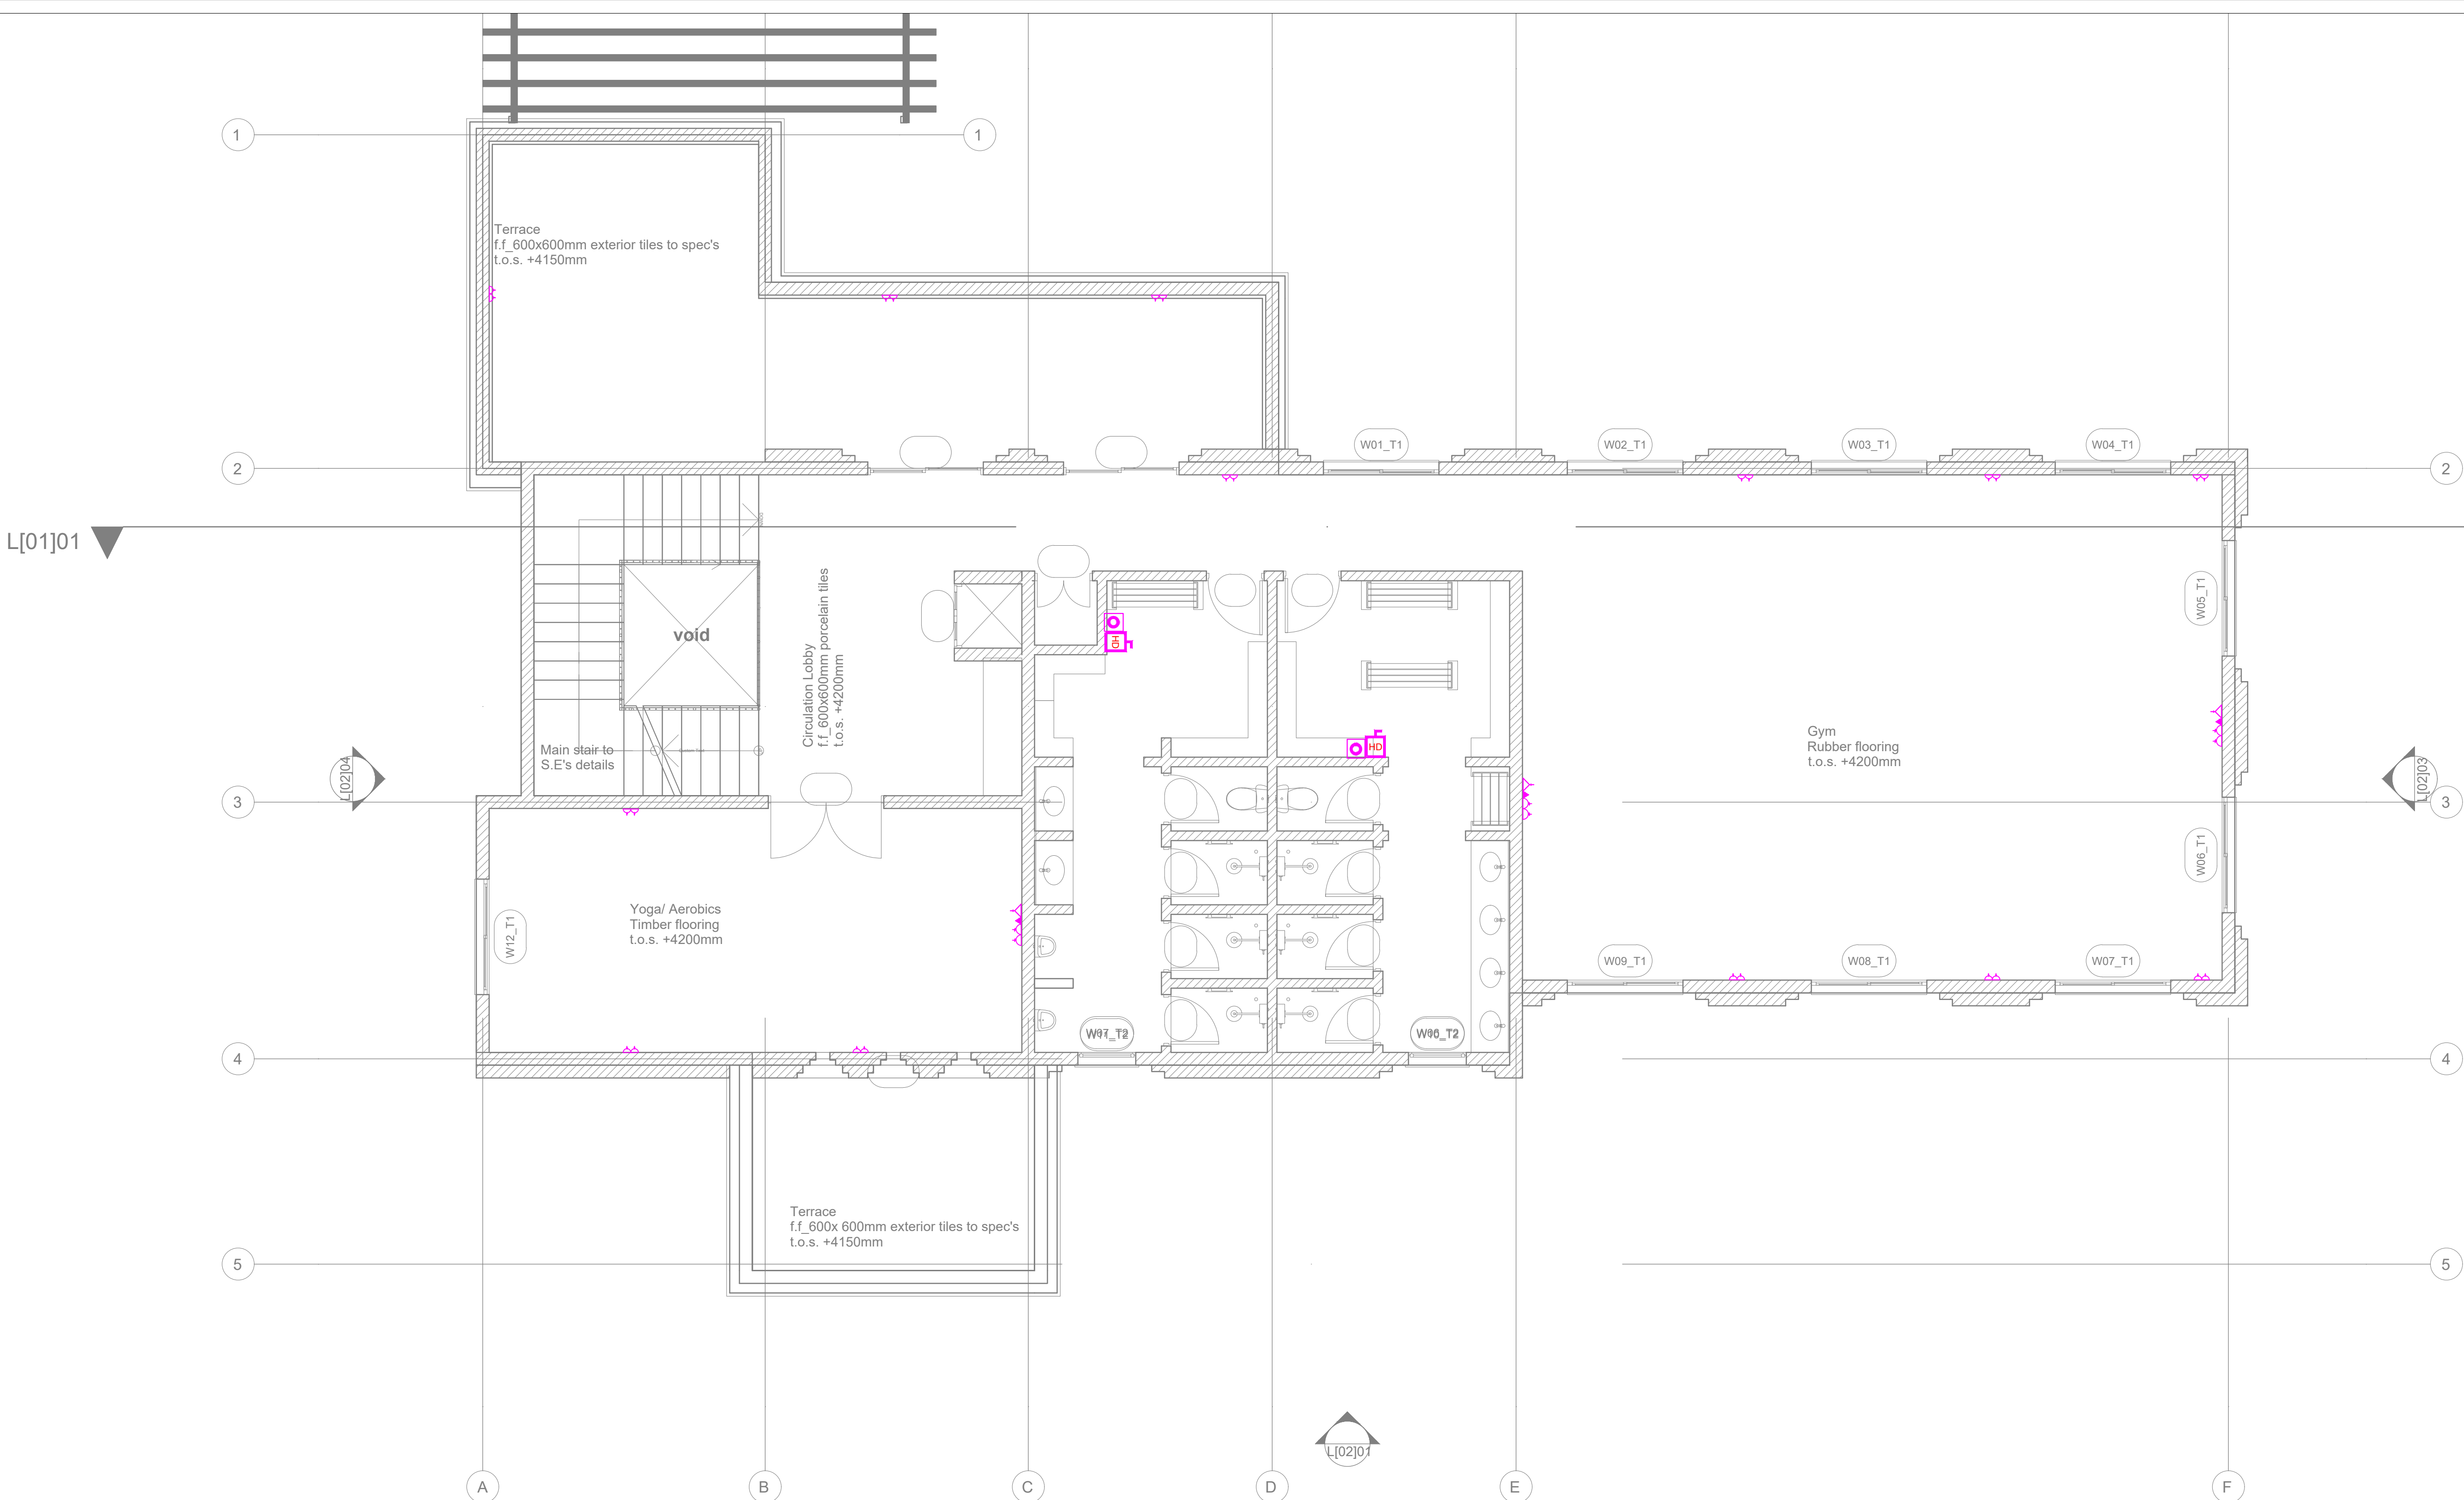 1
1
Terrace
f.f_600x600mm exterior tiles to spec's
t.o.s. +4150mm
W01_T1
W02_T1
W03_T1
W04_T1
2
2
L[01]01
W05_T1
void
Circulation Lobby
f.f_600x600mm porcelain tiles
t.o.s. +4200mm
HD
HD
Main stair to
S.E's details
Gym
Rubber flooring
t.o.s. +4200mm
L[02]04
L[02]03
3
3
W06_T1
Yoga/ Aerobics
Timber flooring
t.o.s. +4200mm
W12_T1
W09_T1
W08_T1
W07_T1
4
4
Terrace
f.f_600x 600mm exterior tiles to spec's
t.o.s. +4150mm
5
5
L[02]01
A
B
C
D
E
F